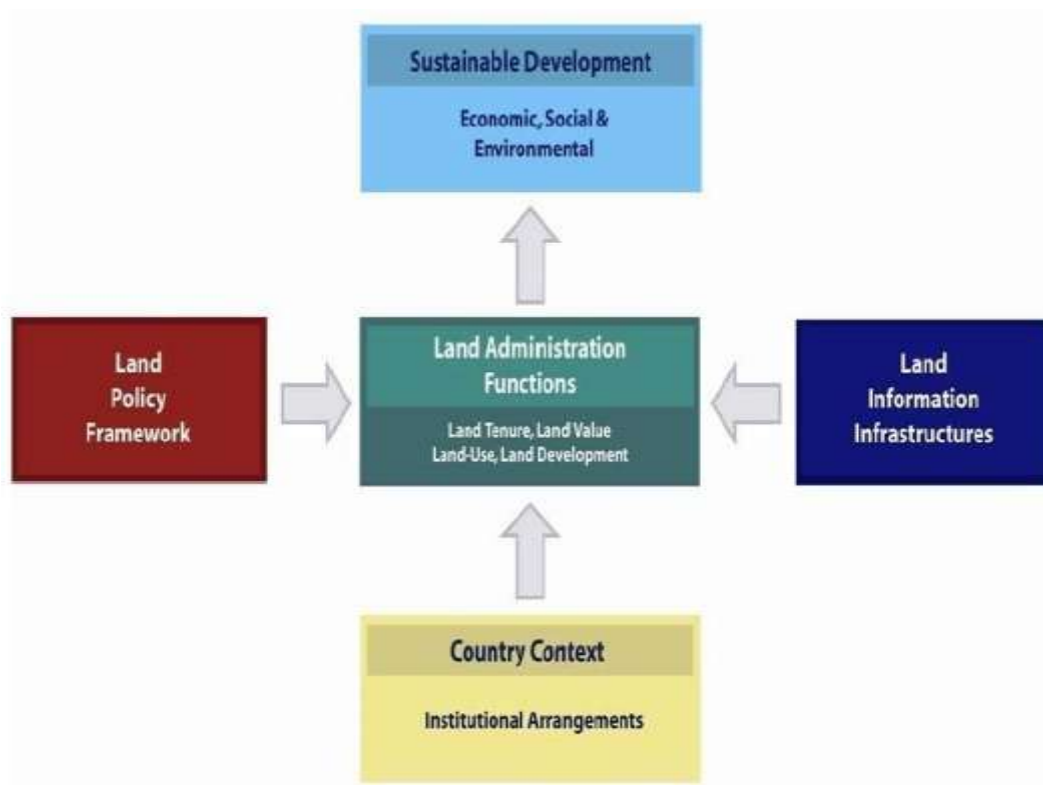 Sustainable Development
Economic, Social &
Environmental
Land
Policy
Framework
Land Administration
Functions
Land Tenure, Land Value
Land-Use, Land Development
Land
Information
Infrastructures
Country Context
Institutional Arrangements